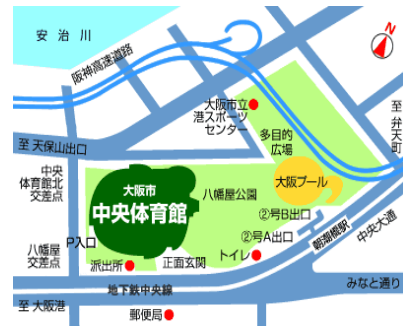 安治川
N
阪神高速道路
大阪市立
港スポーツ
センター
至
弁
天
町
至 天保山出口
多目的
広場
中央
体育館北
交差点
大阪市
中央体育館
八幡屋公園
大阪プール
②号B出口
②号A出口
朝潮橋駅
中央大通
P入口
八幡屋
交差点
派出所
正面玄関
トイレ
みなと通り
地下鉄中央線
至 大阪港
郵便局